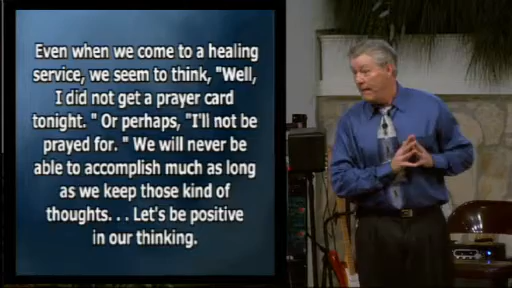 Even when we come to a healing
service, we seem to think, "Well,
I did not get a prayer card
tonight. " Or perhaps, "I'll not be
prayed for. " We will never be
able to accomplish much as long
as we keep those kind of
thoughts. . . Let's be positive
in our thinking.